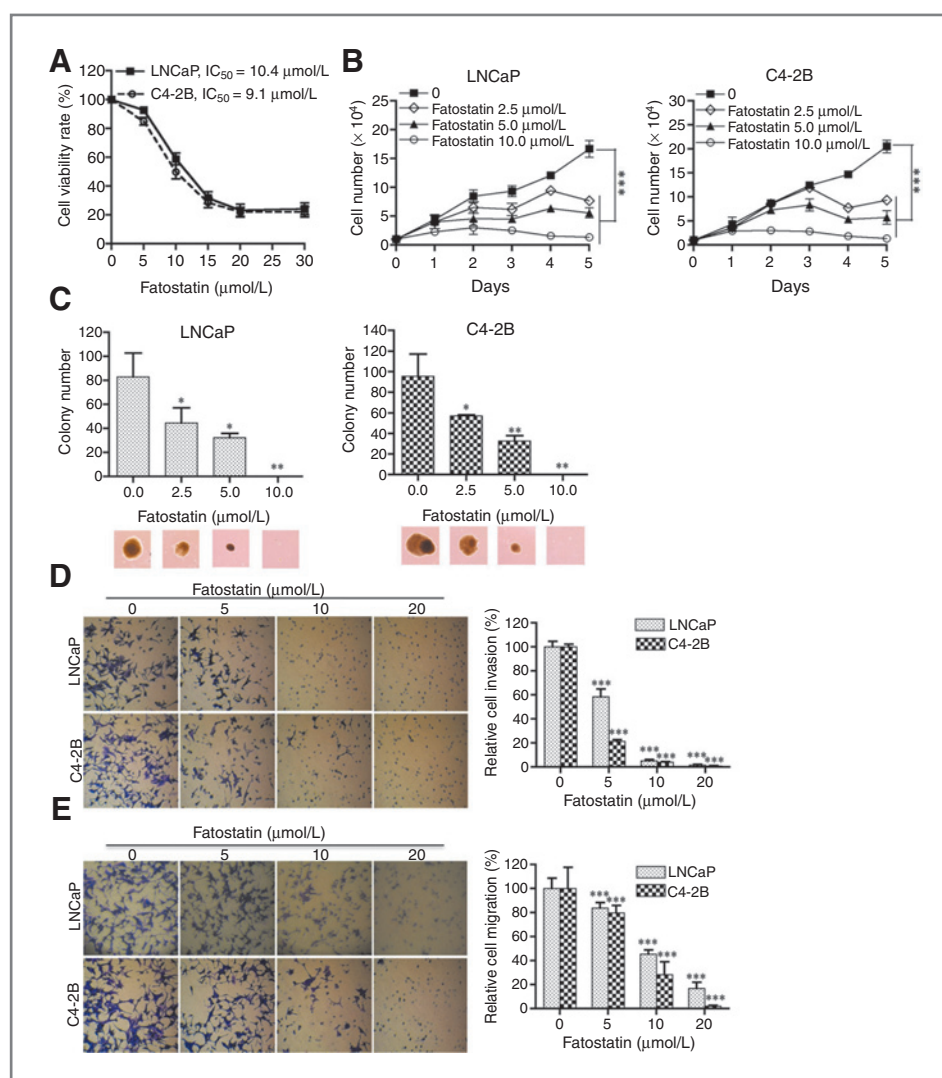 A
LNCaP, IC50 = 10.4 μmol/L
C4-2B, IC50 = 9.1 μmol/L
Cell viability rate (%)
120
100
80
60
40
20
0
0 5 10 15 20 25 30
Fatostatin (μmol/L)
B
LNCaP
0
Fatostatin 2.5 μmol/L
Fatostatin 5.0 μmol/L
Fatostatin 10.0 μmol/L
Cell number (× 10⁴)
25
20
15
10
5
0
0 1 2 3 4 5
Days
***
C4-2B
0
Fatostatin 2.5 μmol/L
Fatostatin 5.0 μmol/L
Fatostatin 10.0 μmol/L
Cell number (× 10⁴)
30
25
20
15
10
5
0
0 1 2 3 4 5
Days
***
C
LNCaP
Colony number
120
100
80
60
40
20
0
* * **
0.0 2.5 5.0 10.0
Fatostatin (μmol/L)
C4-2B
Colony number
140
120
100
80
60
40
20
0
* ** **
0.0 2.5 5.0 10.0
Fatostatin (μmol/L)
D
Fatostatin (μmol/L)
0 5 10 20
LNCaP
C4-2B
LNCaP
C4-2B
Relative cell invasion (%)
120
100
80
60
40
20
0
*** *** *** *** *** ***
0 5 10 20
Fatostatin (μmol/L)
E
Fatostatin (μmol/L)
0 5 10 20
LNCaP
C4-2B
LNCaP
C4-2B
Relative cell migration (%)
120
100
80
60
40
20
0
*** *** *** *** *** ***
0 5 10 20
Fatostatin (μmol/L)